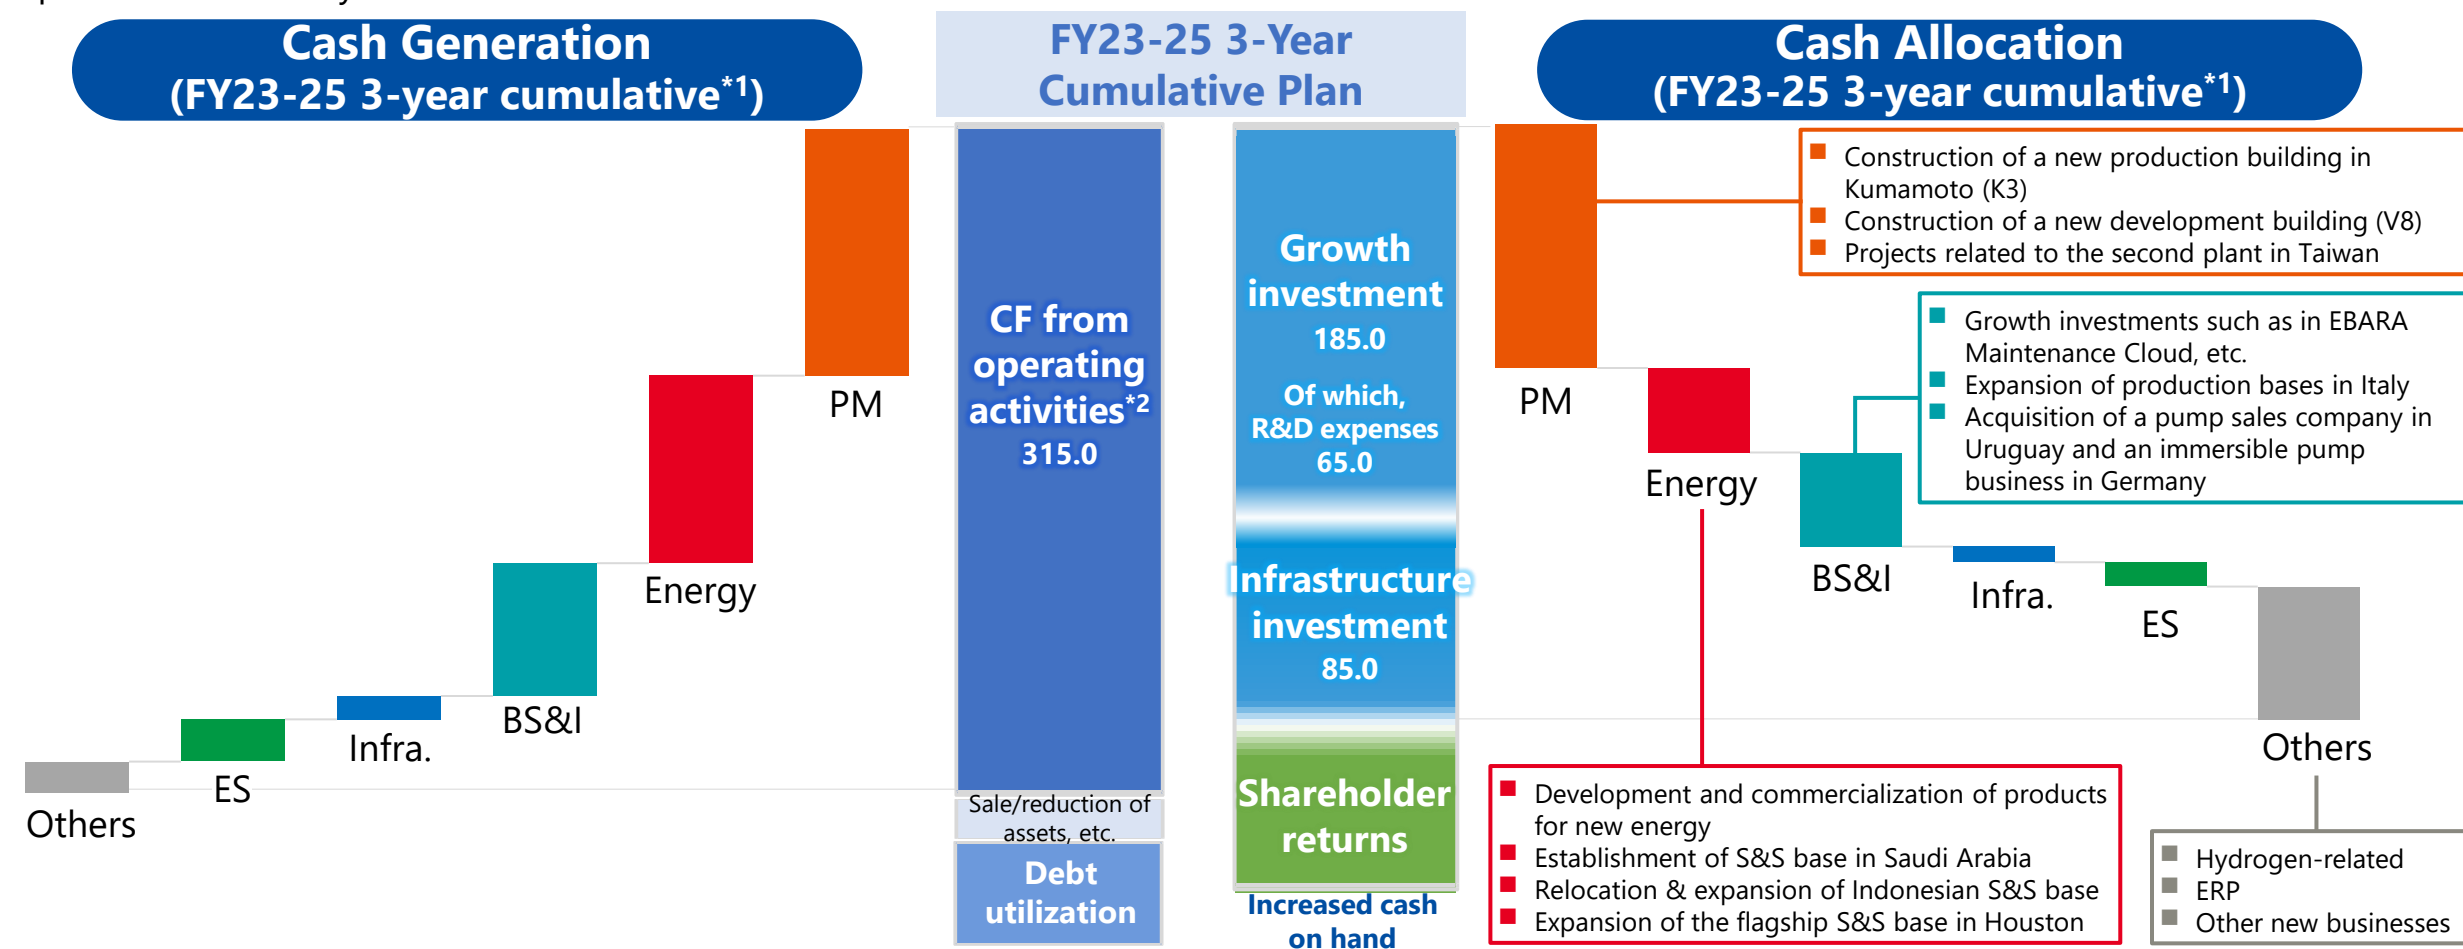 Cash Generation
(FY23-25 3-year cumulative*1)
Others
ES
Infra.
BS&I
Energy
PM
FY23-25 3-Year
Cumulative Plan
CF from
operating
activities*2
315.0
Sale/reduction of
assets, etc.
Debt
utilization
Growth
investment
185.0
Of which,
R&D expenses
65.0
Infrastructure
investment
85.0
Shareholder
returns
Increased cash
on hand
Cash Allocation
(FY23-25 3-year cumulative*1)
PM
Energy
BS&I
Infra.
ES
Others
■ Construction of a new production building in
Kumamoto (K3)
■ Construction of a new development building (V8)
■ Projects related to the second plant in Taiwan
■ Growth investments such as in EBARA
Maintenance Cloud, etc.
■ Expansion of production bases in Italy
■ Acquisition of a pump sales company in
Uruguay and an immersible pump
business in Germany
■ Development and commercialization of products
for new energy
■ Establishment of S&S base in Saudi Arabia
■ Relocation & expansion of Indonesian S&S base
■ Expansion of the flagship S&S base in Houston
■ Hydrogen-related
■ ERP
■ Other new businesses